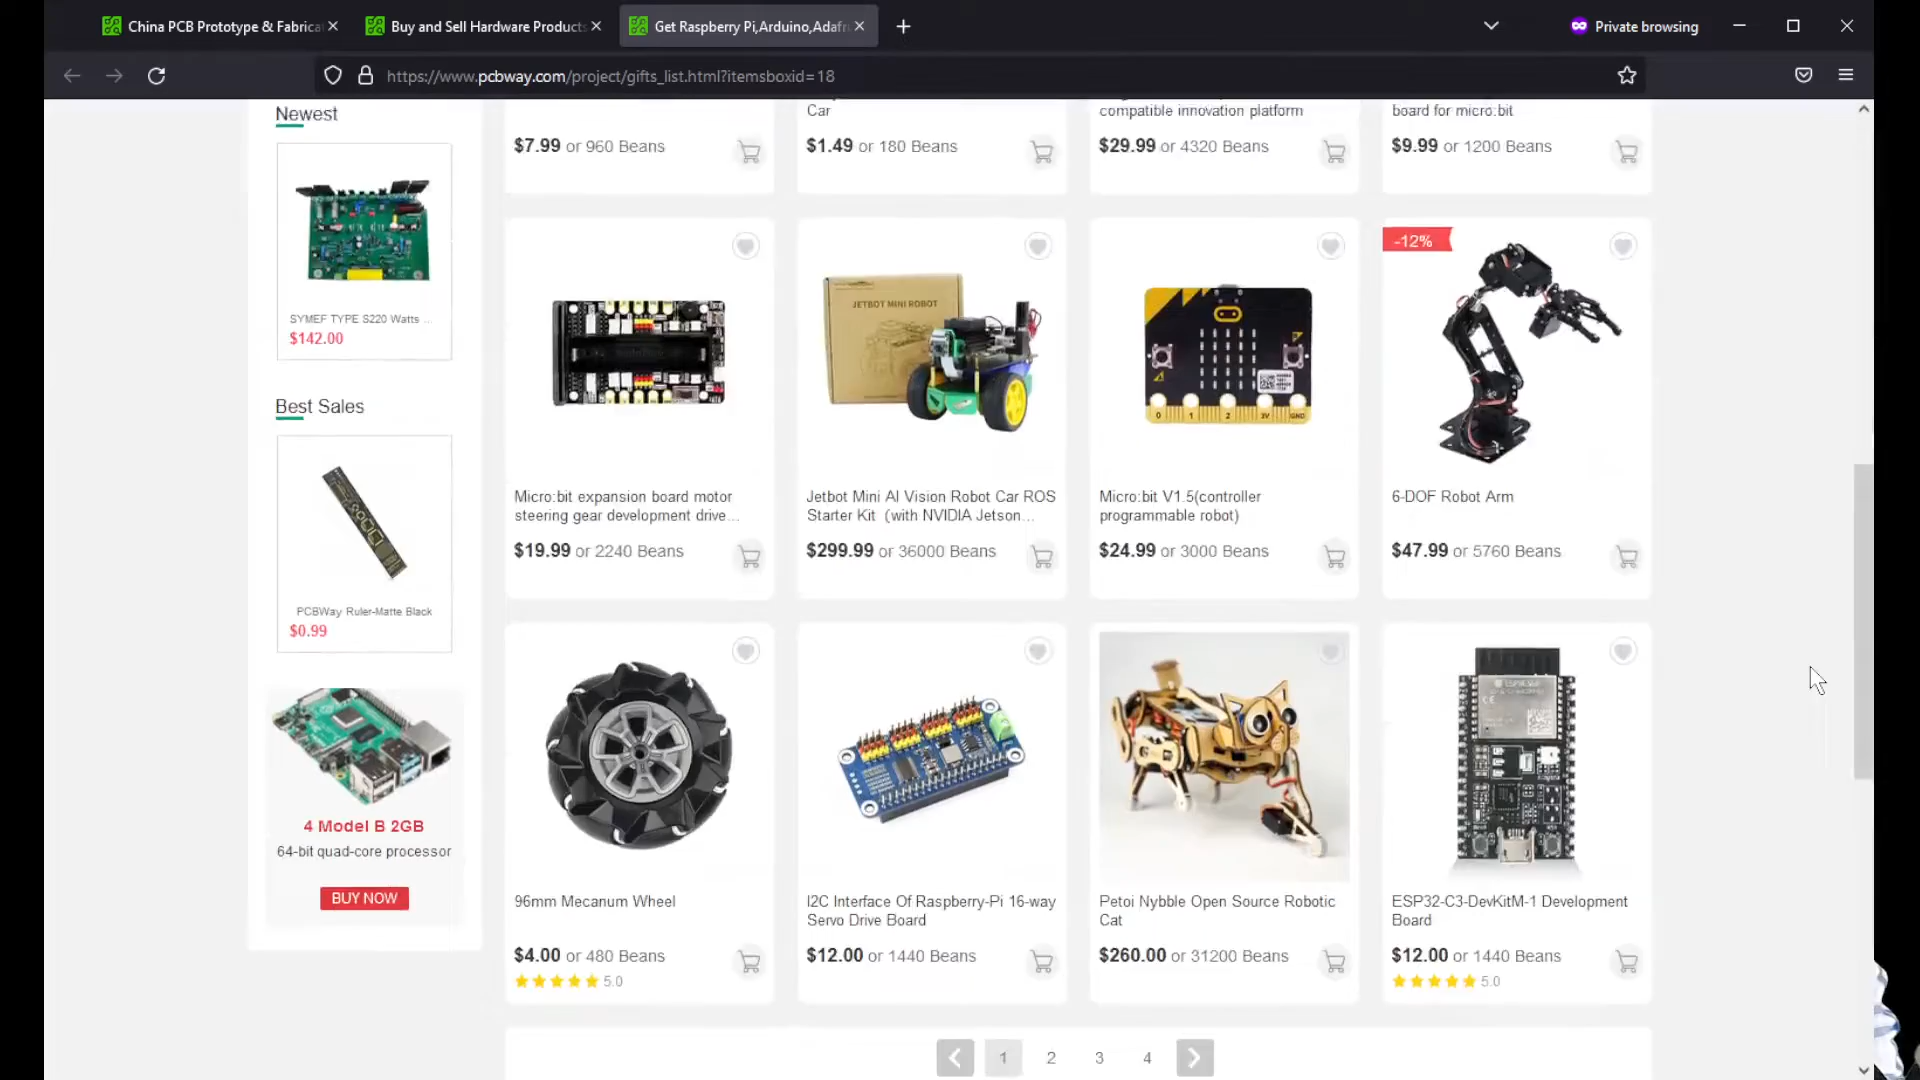 China PCB Prototype & Fabrica
Buy and Sell Hardware Products
Get Raspberry Pi,Arduino,Adafr
Private browsing
https://www.pcbway.com/project/gifts_list.html?itemsboxid=18
Newest
SYMEF TYPE S220 Watts ...
$142.00
Best Sales
PCBWay Ruler-Matte Black
$0.99
4 Model B 2GB
64-bit quad-core processor
BUY NOW
$7.99 or 960 Beans
Car
$1.49 or 180 Beans
compatible innovation platform
$29.99 or 4320 Beans
board for micro:bit
$9.99 or 1200 Beans
Micro:bit expansion board motor
steering gear development drive...
$19.99 or 2240 Beans
JETBOT MINI ROBOT
Jetbot Mini AI Vision Robot Car ROS
Starter Kit（with NVIDIA Jetson...
$299.99 or 36000 Beans
0 1 2 3V GND
Micro:bit V1.5(controller
programmable robot)
$24.99 or 3000 Beans
-12%
6-DOF Robot Arm
$47.99 or 5760 Beans
96mm Mecanum Wheel
$4.00 or 480 Beans
5.0
I2C Interface Of Raspberry-Pi 16-way
Servo Drive Board
$12.00 or 1440 Beans
Petoi Nybble Open Source Robotic
Cat
$260.00 or 31200 Beans
ESP32-C3-DevKitM-1 Development
Board
$12.00 or 1440 Beans
5.0
1 2 3 4